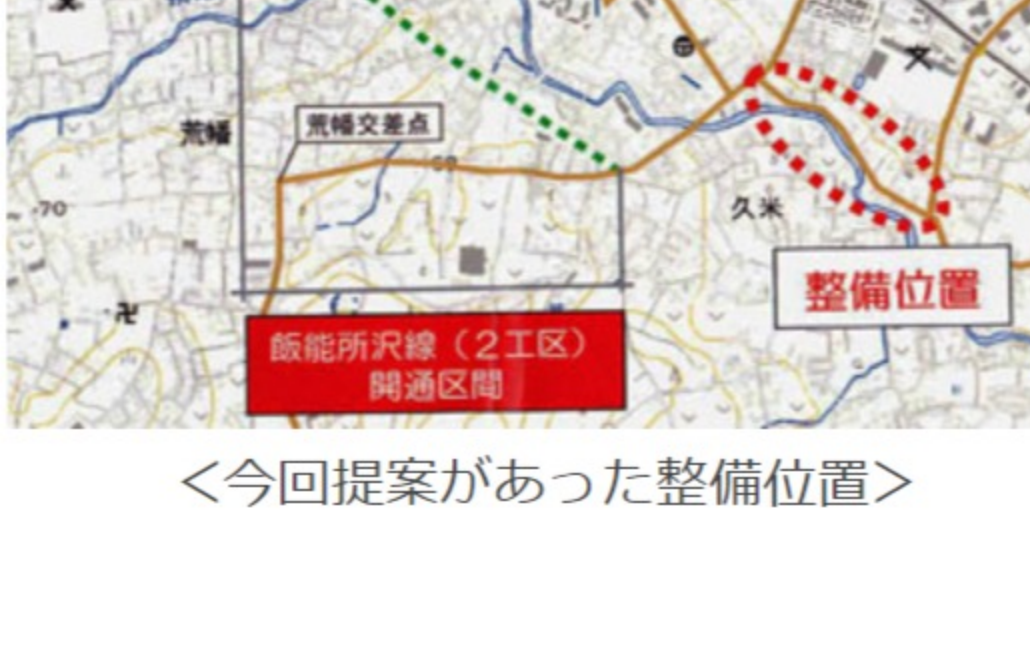 荒幡
荒幡交差点
-70
久米
整備位置
飯能所沢線（2工区）
開通区間
＜今回提案があった整備位置＞